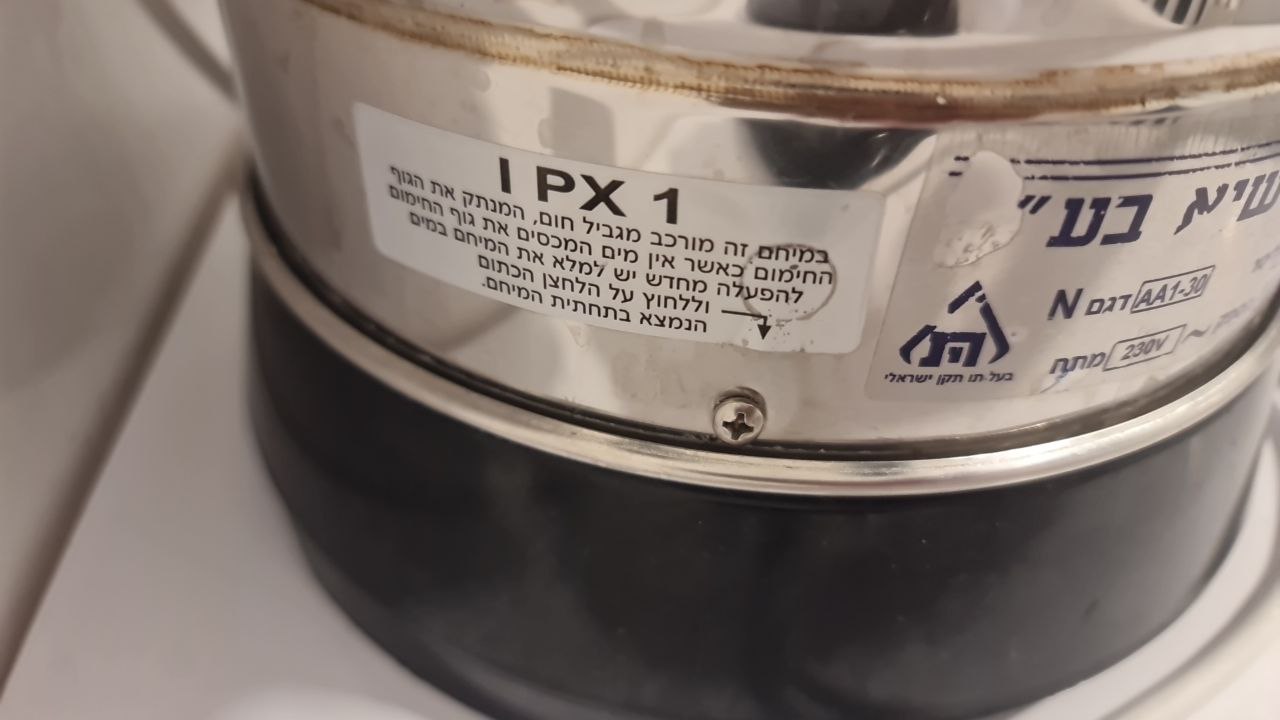 I PX 1
במיחם זה מורכב מגביל חום, המנתק את הגוף
החימום כאשר אין מים המכסים את גוף החימום
להפעלה מחדש יש למלא את המיחם במים
וללחוץ על הלחצן הכתום
הנמצא בתחתית המיחם.
שיא בע"
דגם AA1-30 N
מתח 230V ~
התי
בעל תו תקן ישראלי